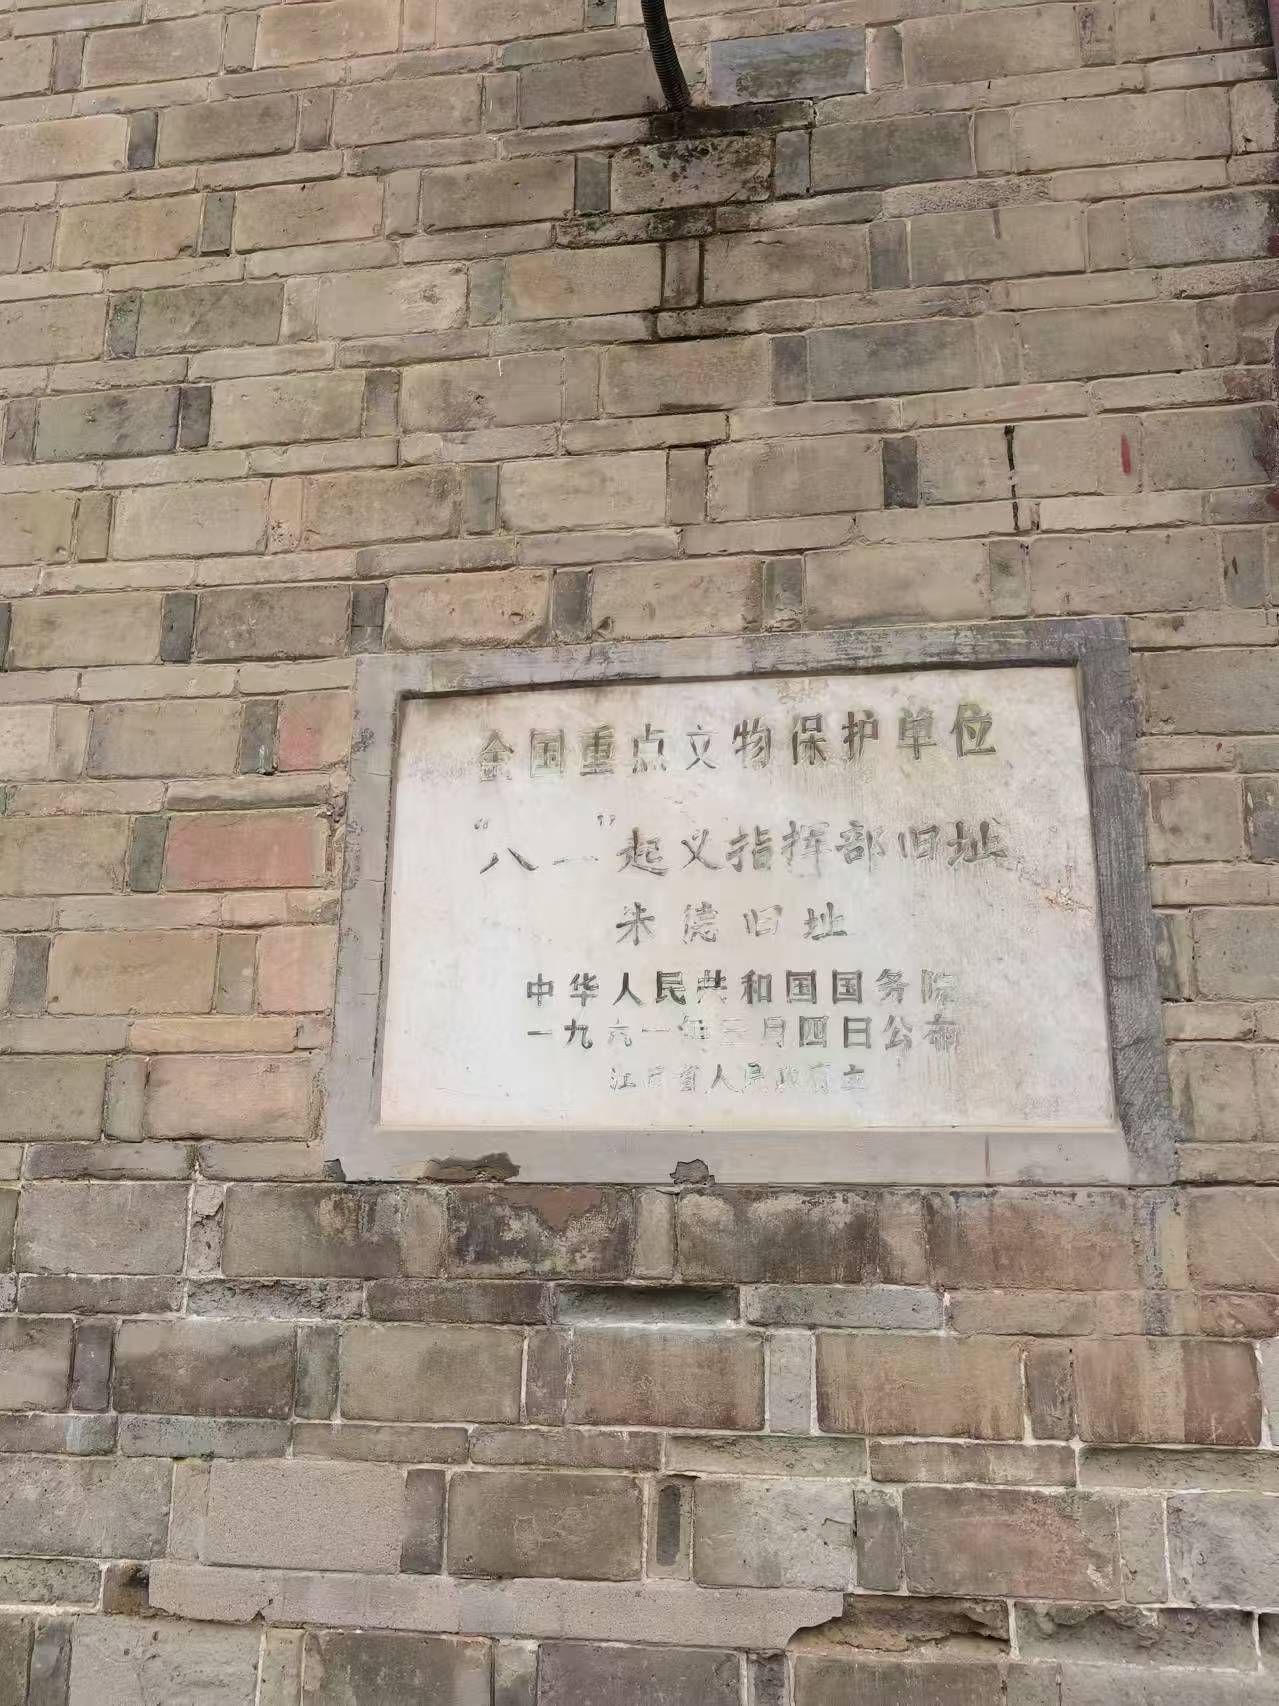 全国重点文物保护单位
“八一”起义指挥部旧址
朱德旧址
中华人民共和国国务院
一九六一年三月四日公布
江西省人民政府立